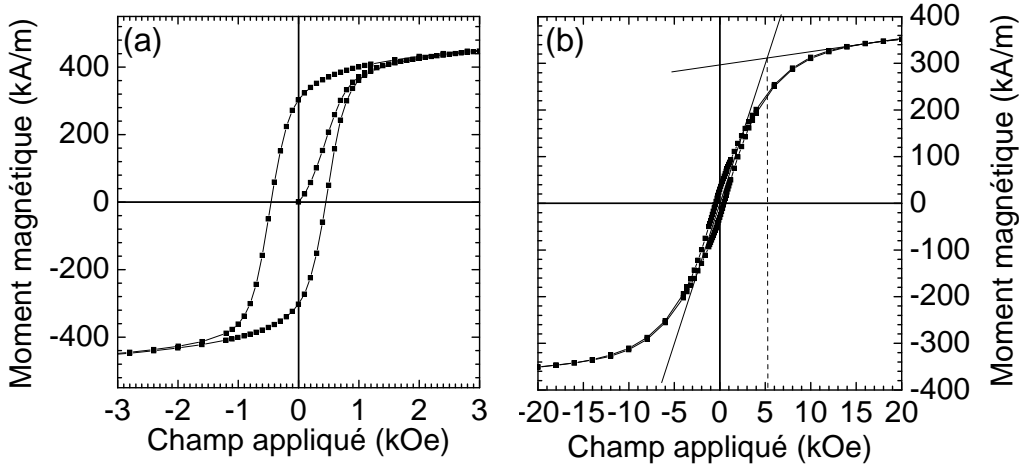 (a)
Moment magnétique (kA/m)
400
200
0
-200
-400
-3 -2 -1 0 1 2 3
Champ appliqué (kOe)
(b)
400
300
200
100
0
-100
-200
-300
-400
Moment magnétique (kA/m)
-20 -15 -10 -5 0 5 10 15 20
Champ appliqué (kOe)